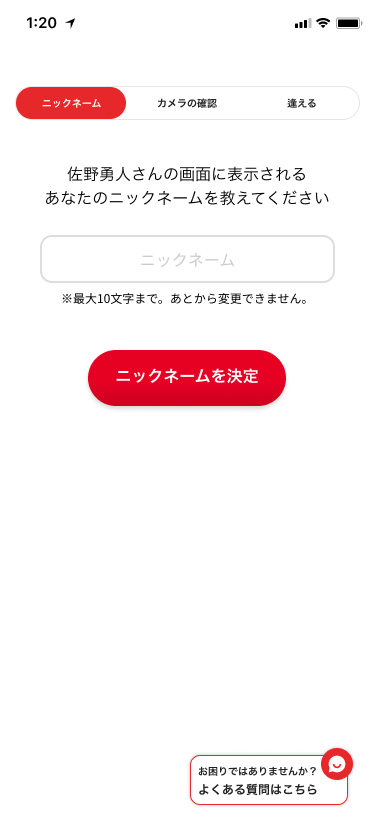 1:20
ニックネーム
カメラの確認
違える
佐野勇人さんの画面に表示される
あなたのニックネームを教えてください
ニックネーム
※最大10文字まで。あとから変更できません。
ニックネームを決定
お困りではありませんか？
よくある質問はこちら